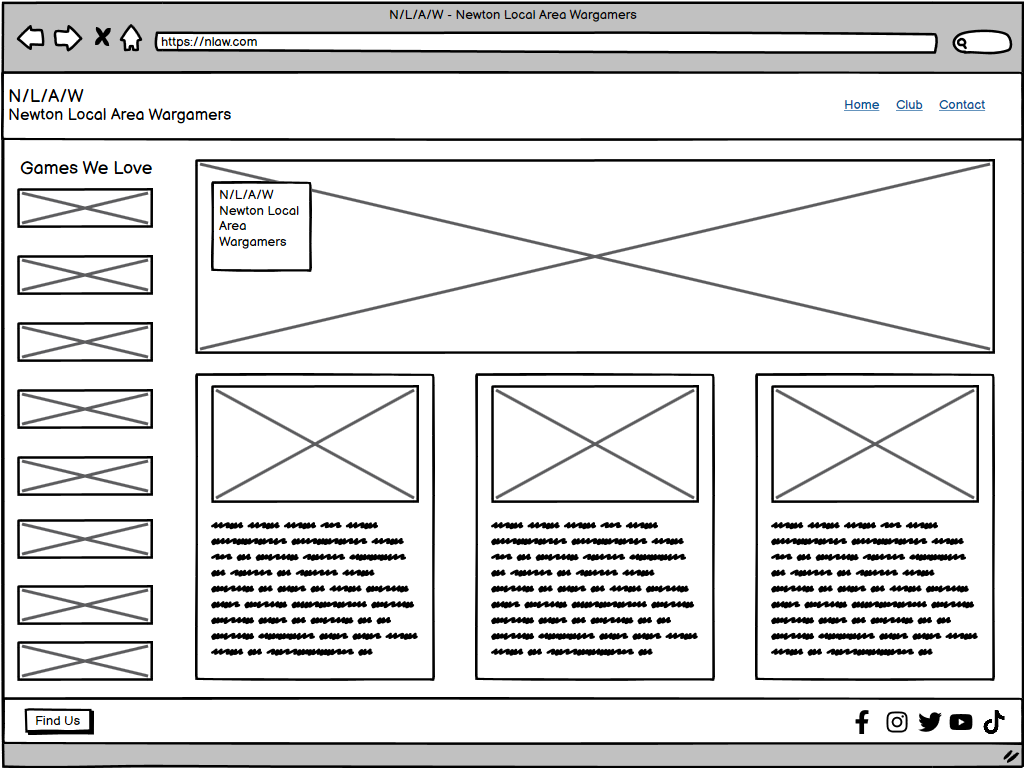 N/L/A/W - Newton Local Area Wargamers
https://nlaw.com
N/L/A/W
Newton Local Area Wargamers
Home Club Contact
Games We Love
N/L/A/W
Newton Local
Area
Wargamers
Find Us